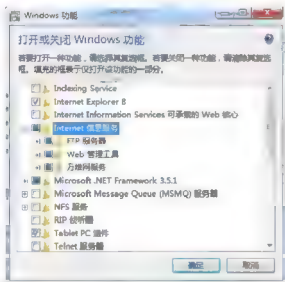 Windows 功能
打开或关闭 Windows 功能
若要打开一种功能，请选择其复选框。若要关闭一种功能，请清除其复选
框。填充的框表示仅打开该功能的一部分。
Indexing Service
Internet Explorer 8
Internet Information Services 可承载的 Web 核心
Internet 信息服务
FTP 服务器
Web 管理工具
万维网服务
Microsoft .NET Framework 3.5.1
Microsoft Message Queue (MSMQ) 服务器
NFS 服务
RIP 侦听器
Tablet PC 组件
Telnet 服务器
确定
取消